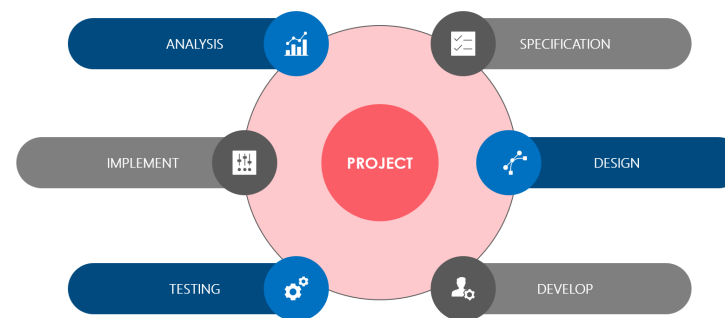 ANALYSIS
SPECIFICATION
IMPLEMENT
PROJECT
DESIGN
TESTING
DEVELOP